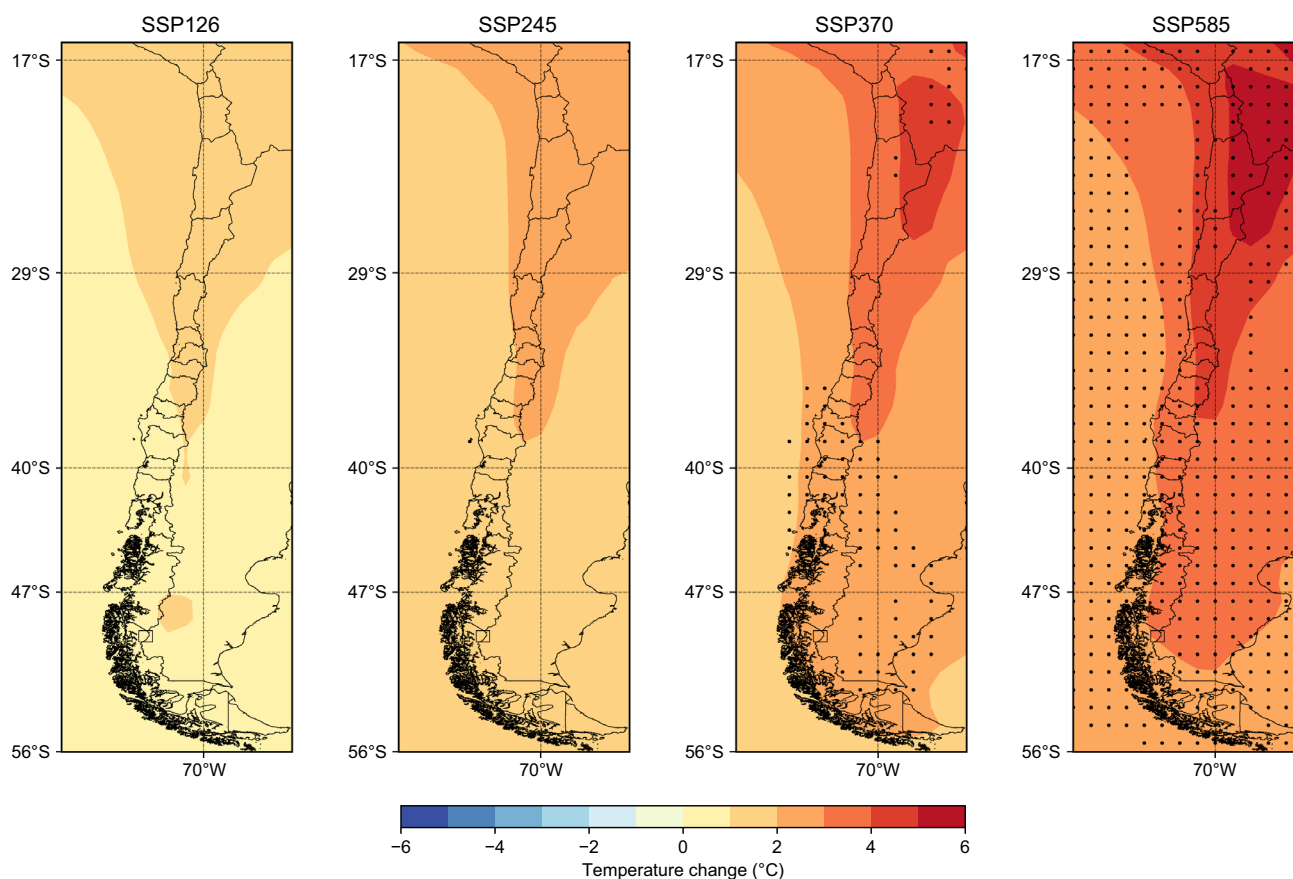 SSP126 SSP245 SSP370 SSP585
17°S 17°S 17°S 17°S
29°S 29°S 29°S 29°S
40°S 40°S 40°S 40°S
47°S 47°S 47°S 47°S
56°S 56°S 56°S 56°S
70°W 70°W 70°W 70°W
−6 −4 −2 0 2 4 6
Temperature change (°C)